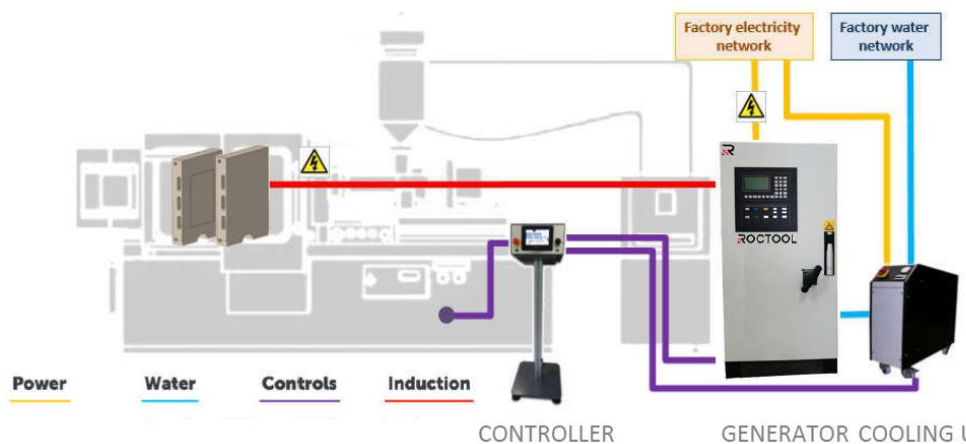 Factory electricity
network
Factory water
network
ROCTOOL
Power
Water
Controls
Induction
CONTROLLER
GENERATOR
COOLING U